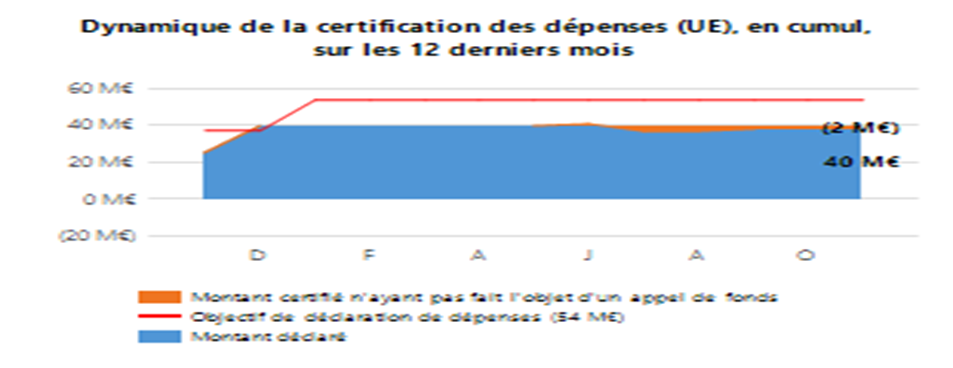 Dynamique de la certification des dépenses (UE), en cumul,
sur les 12 derniers mois
60 M€
40 M€
20 M€
0 M€
(20 M€)
(2 M€)
40 M€
D F A J A O
Montant certifié n'ayant pas fait l'objet d'un appel de fonds
Objectif de déclaration de dépenses (54 M€)
Montant déclaré